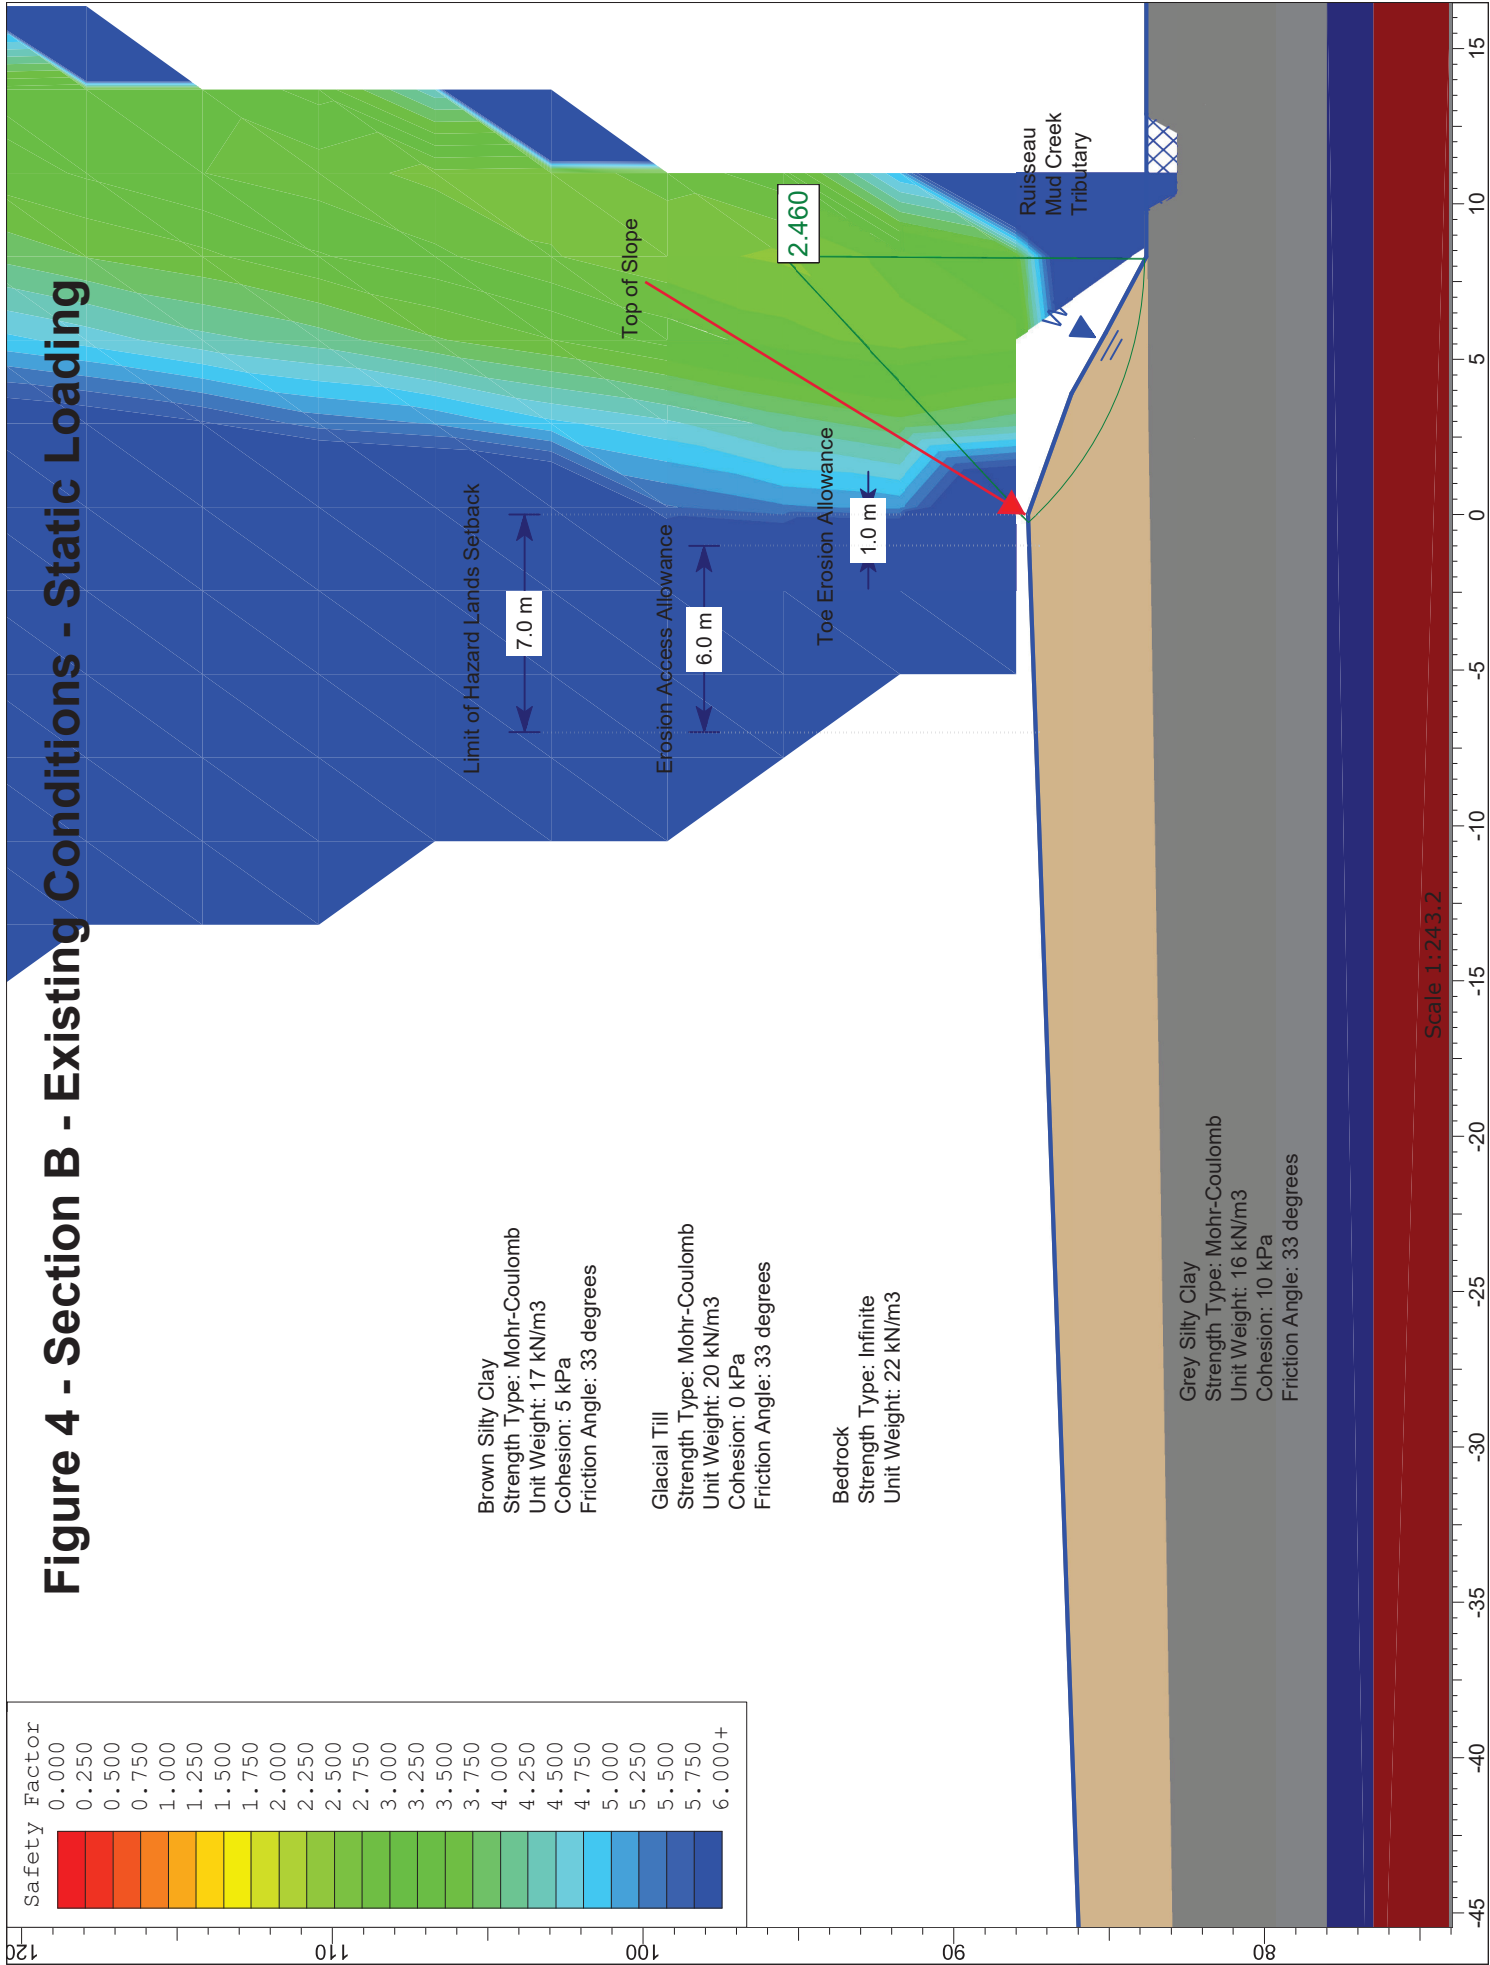 Figure 4 - Section B - Existing Conditions - Static Loading
Safety Factor
0.000
0.250
0.500
0.750
1.000
1.250
1.500
1.750
2.000
2.250
2.500
2.750
3.000
3.250
3.500
3.750
4.000
4.250
4.500
4.750
5.000
5.250
5.500
5.750
6.000+
Brown Silty Clay
Strength Type: Mohr-Coulomb
Unit Weight: 17 kN/m3
Cohesion: 5 kPa
Friction Angle: 33 degrees
Glacial Till
Strength Type: Mohr-Coulomb
Unit Weight: 20 kN/m3
Cohesion: 0 kPa
Friction Angle: 33 degrees
Bedrock
Strength Type: Infinite
Unit Weight: 22 kN/m3
Grey Silty Clay
Strength Type: Mohr-Coulomb
Unit Weight: 16 kN/m3
Cohesion: 10 kPa
Friction Angle: 33 degrees
Limit of Hazard Lands Setback
7.0 m
Erosion Access Allowance
6.0 m
Toe Erosion Allowance
1.0 m
Top of Slope
2.460
W
Ruisseau
Mud Creek
Tributary
Scale 1:243.2
120
110
100
90
80
-45
-40
-35
-30
-25
-20
-15
-10
-5
0
5
10
15